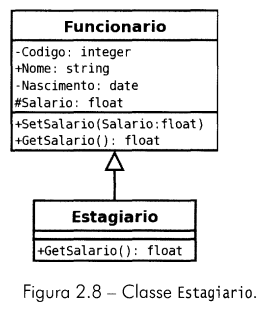 Funcionario
-Codigo: integer
+Nome: string
-Nascimento: date
#Salario: float
+SetSalario(Salario:float)
+GetSalario(): float
Estagiario
+GetSalario(): float
Figura 2.8 – Classe Estagiario.